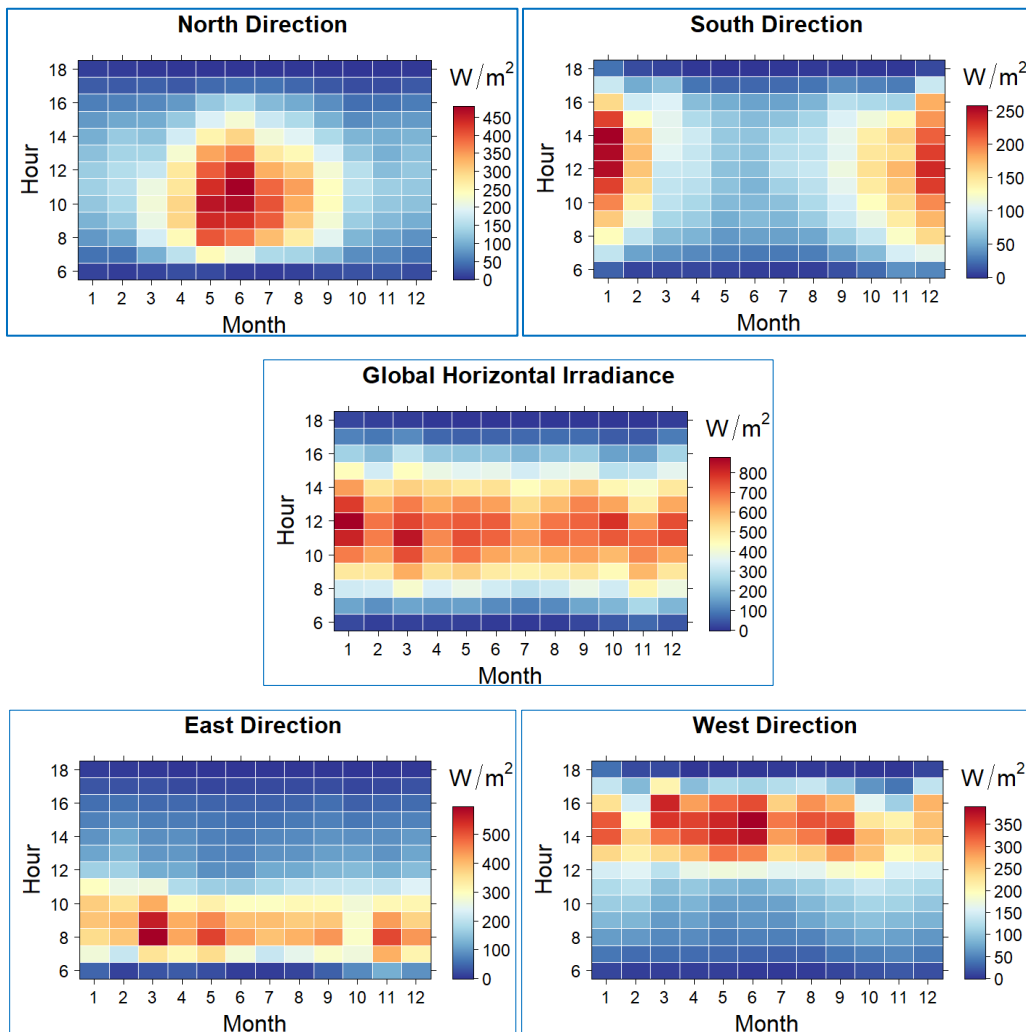 North Direction
W/m²
18
16
14
12
10
8
6
Hour
1 2 3 4 5 6 7 8 9 10 11 12
Month
450
400
350
300
250
200
150
100
50
0
South Direction
W/m²
18
16
14
12
10
8
6
Hour
1 2 3 4 5 6 7 8 9 10 11 12
Month
250
200
150
100
50
0
Global Horizontal Irradiance
W/m²
18
16
14
12
10
8
6
Hour
1 2 3 4 5 6 7 8 9 10 11 12
Month
800
700
600
500
400
300
200
100
0
East Direction
W/m²
18
16
14
12
10
8
6
Hour
1 2 3 4 5 6 7 8 9 10 11 12
Month
500
400
300
200
100
0
West Direction
W/m²
18
16
14
12
10
8
6
Hour
1 2 3 4 5 6 7 8 9 10 11 12
Month
350
300
250
200
150
100
50
0